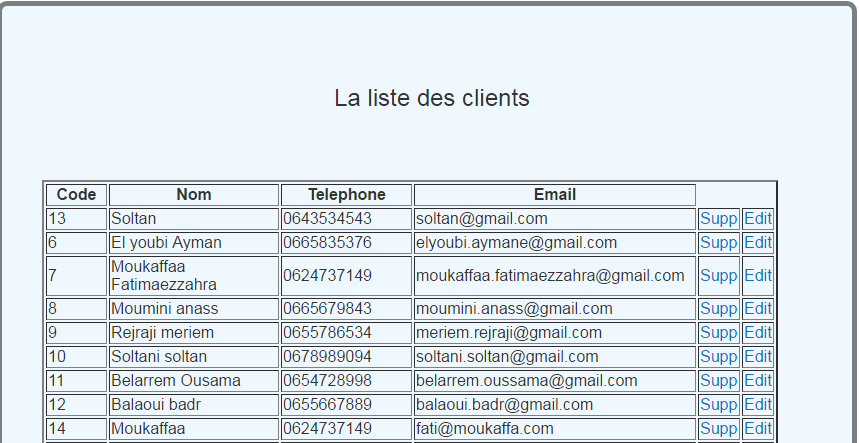 La liste des clients
Code Nom Telephone Email
13 Soltan 0643534543 soltan@gmail.com Supp Edit
6 El youbi Ayman 0665835376 elyoubi.aymane@gmail.com Supp Edit
7 Moukaffaa Fatimaezzahra 0624737149 moukaffaa.fatimaezzahra@gmail.com Supp Edit
8 Moumini anass 0665679843 moumini.anass@gmail.com Supp Edit
9 Rejraji meriem 0655786534 meriem.rejraji@gmail.com Supp Edit
10 Soltani soltan 0678989094 soltani.soltan@gmail.com Supp Edit
11 Belarrem Ousama 0654728998 belarrem.oussama@gmail.com Supp Edit
12 Balaoui badr 0655667889 balaoui.badr@gmail.com Supp Edit
14 Moukaffaa 0624737149 fati@moukaffa.com Supp Edit